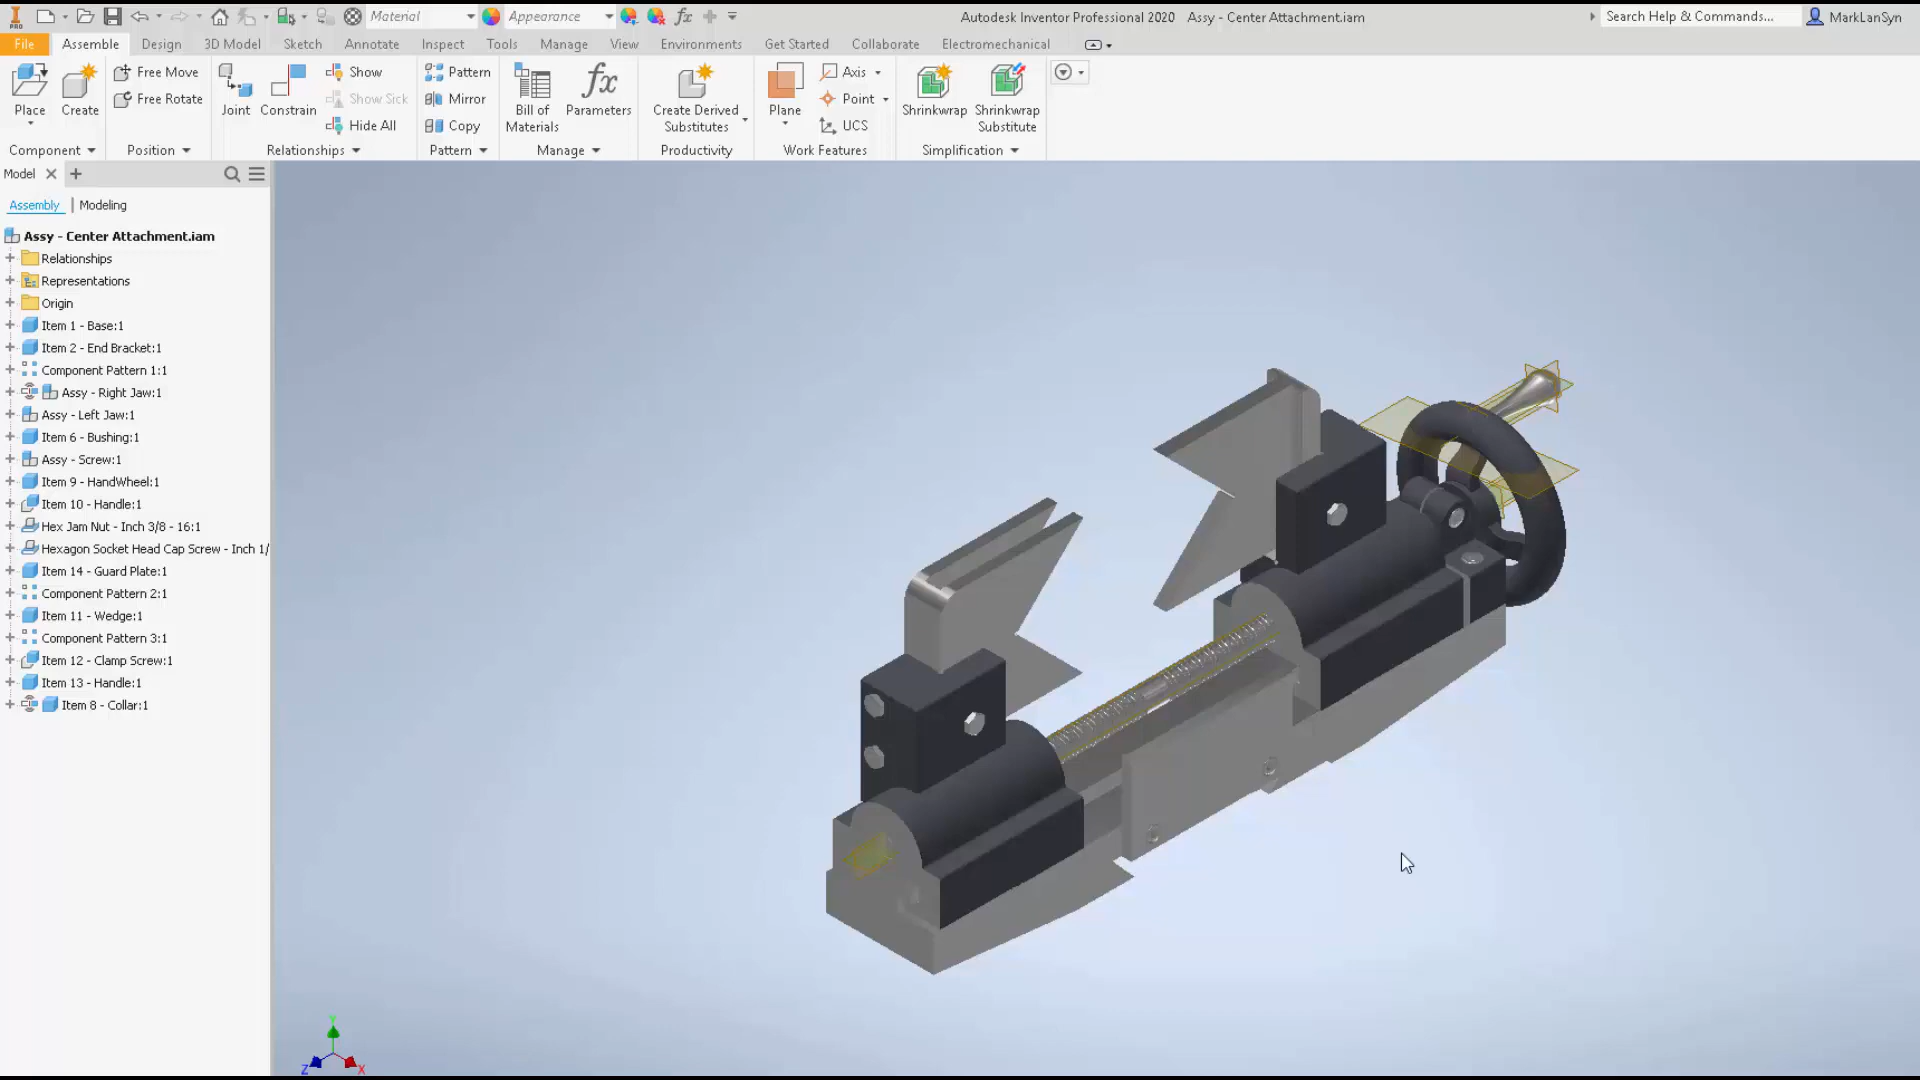 PRO
Material
Appearance
fx
Autodesk Inventor Professional 2020 Assy - Center Attachment.iam
Search Help & Commands...
MarkLanSyn
File Assemble Design 3D Model Sketch Annotate Inspect Tools Manage View Environments Get Started Collaborate Electromechanical
Place
Create
Free Move
Free Rotate
Joint
Constrain
Show
Show Sick
Hide All
Pattern
Mirror
Copy
Bill of
Materials
fx
Parameters
Create Derived
Substitutes
Plane
Axis
Point
UCS
Shrinkwrap
Shrinkwrap
Substitute
Component Position Relationships Pattern Manage Productivity Work Features Simplification
Model
Assembly | Modeling
Assy - Center Attachment.iam
Relationships
Representations
Origin
Item 1 - Base:1
Item 2 - End Bracket:1
Component Pattern 1:1
Assy - Right Jaw:1
Assy - Left Jaw:1
Item 6 - Bushing:1
Assy - Screw:1
Item 9 - HandWheel:1
Item 10 - Handle:1
Hex Jam Nut - Inch 3/8 - 16:1
Hexagon Socket Head Cap Screw - Inch 1/
Item 14 - Guard Plate:1
Component Pattern 2:1
Item 11 - Wedge:1
Component Pattern 3:1
Item 12 - Clamp Screw:1
Item 13 - Handle:1
Item 8 - Collar:1
Y
Z X